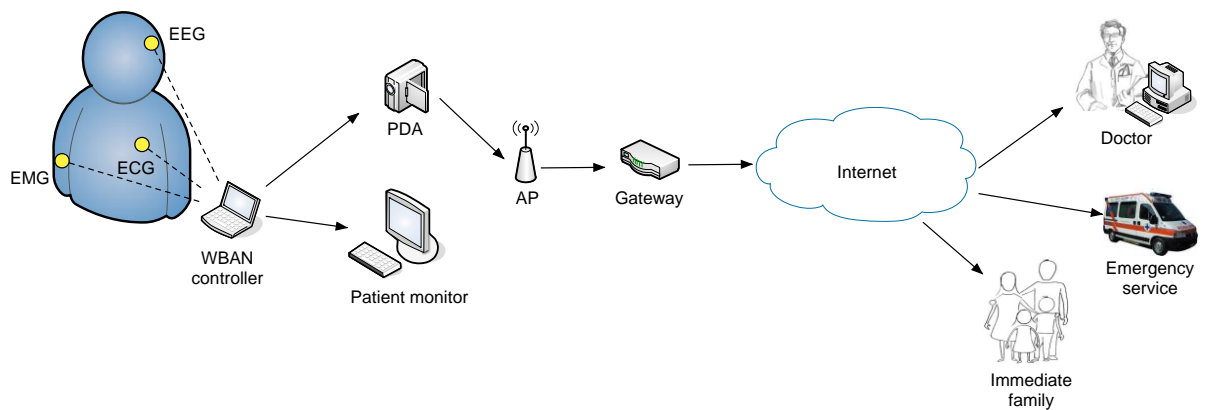 EEG
EMG
ECG
WBAN
controller
PDA
Patient monitor
AP
Gateway
Internet
Doctor
Emergency
service
Immediate
family